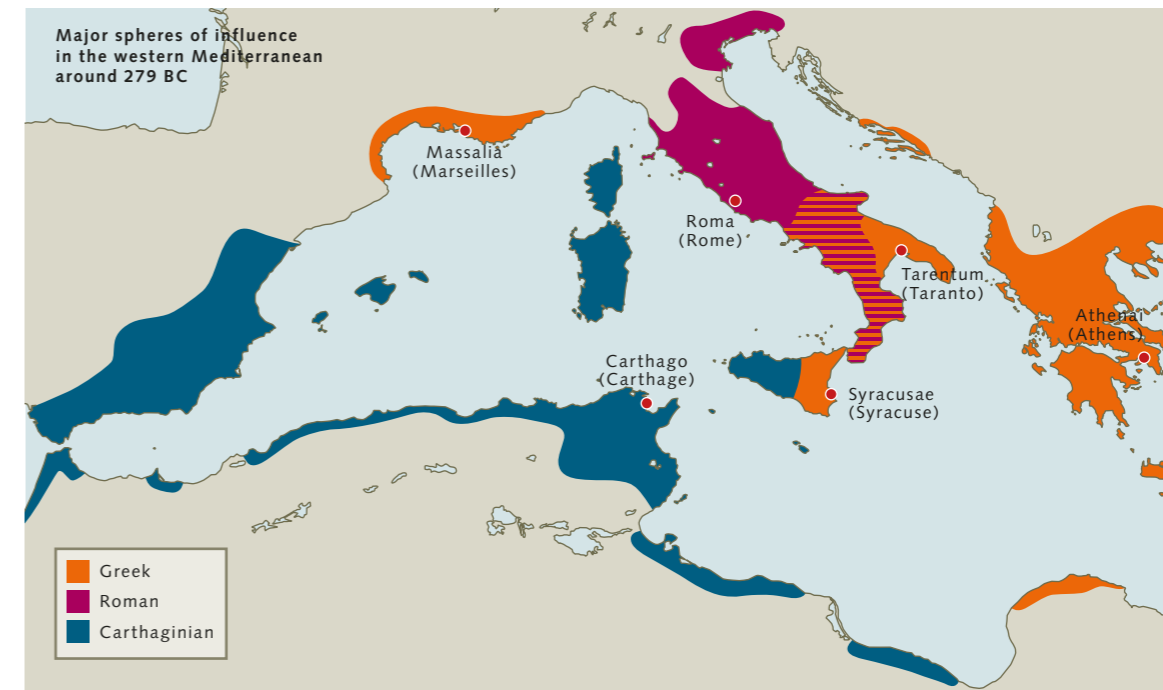 Major spheres of influence
in the western Mediterranean
around 279 BC
Massalia
(Marseilles)
Roma
(Rome)
Tarentum
(Taranto)
Athenai
(Athens)
Carthago
(Carthage)
Syracusae
(Syracuse)
Greek
Roman
Carthaginian